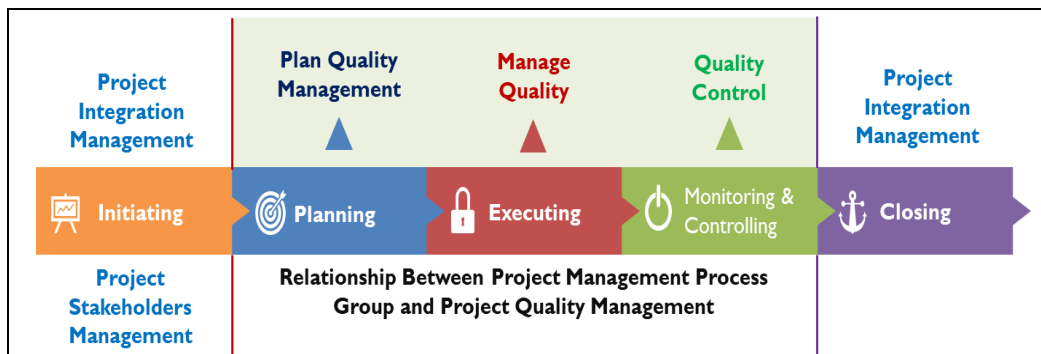 Project
Integration
Management
Plan Quality
Management
Manage
Quality
Quality
Control
Project
Integration
Management
Initiating
Planning
Executing
Monitoring &
Controlling
Closing
Project
Stakeholders
Management
Relationship Between Project Management Process
Group and Project Quality Management